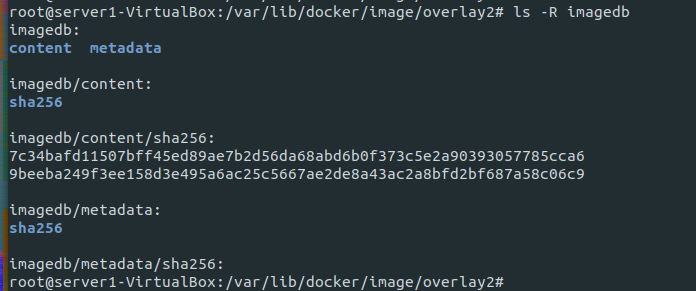 root@server1-VirtualBox:/var/lib/docker/image/overlay2# ls -R imagedb
imagedb:
content  metadata
imagedb/content:
sha256
imagedb/content/sha256:
7c34bafd11507bff45ed89ae7b2d56da68abd6b0f373c5e2a90393057785cca6
9beeba249f3ee158d3e495a6ac25c5667ae2de8a43ac2a8bfd2bf687a58c06c9
imagedb/metadata:
sha256
imagedb/metadata/sha256:
root@server1-VirtualBox:/var/lib/docker/image/overlay2#